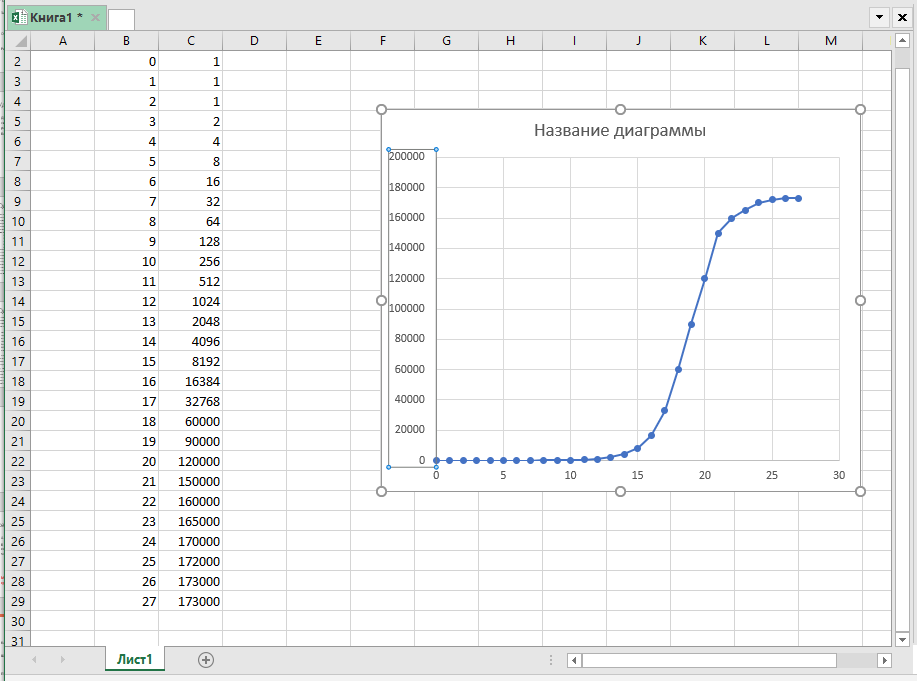 Книга1 *
A B C D E F G H I J K L M
2 0 1
3 1 1
4 2 1
5 3 2
6 4 4
7 5 8
8 6 16
9 7 32
10 8 64
11 9 128
12 10 256
13 11 512
14 12 1024
15 13 2048
16 14 4096
17 15 8192
18 16 16384
19 17 32768
20 18 60000
21 19 90000
22 20 120000
23 21 150000
24 22 160000
25 23 165000
26 24 170000
27 25 172000
28 26 173000
29 27 173000
30
31
Название диаграммы
200000
180000
160000
140000
120000
100000
80000
60000
40000
20000
0
0 5 10 15 20 25 30
Лист1